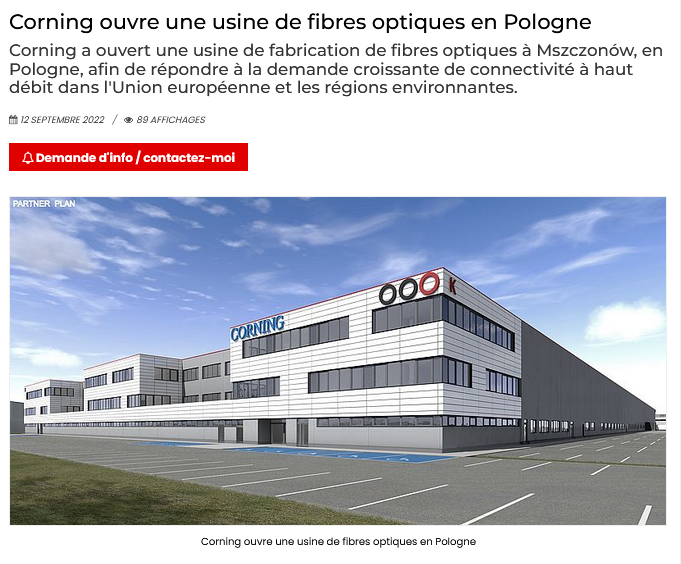 Corning ouvre une usine de fibres optiques en Pologne
Corning a ouvert une usine de fabrication de fibres optiques à Mszczonów, en
Pologne, afin de répondre à la demande croissante de connectivité à haut
débit dans l'Union européenne et les régions environnantes.
12 SEPTEMBRE 2022 / 89 AFFICHAGES
Demande d'info / contactez-moi
PARTNER PLAN
CORNING
K
Corning ouvre une usine de fibres optiques en Pologne